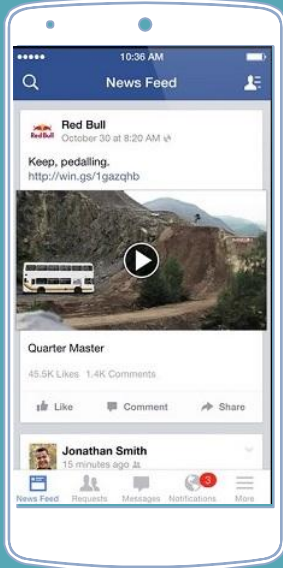 10:36 AM
News Feed
Red Bull
Red Bull
October 30 at 8:20 AM
Keep, pedalling.
http://win.gs/1gazqhb
Quarter Master
45.5K Likes 1.4K Comments
Like Comment Share
Jonathan Smith
15 minutes ago
3
News Feed Requests Messages Notifications More